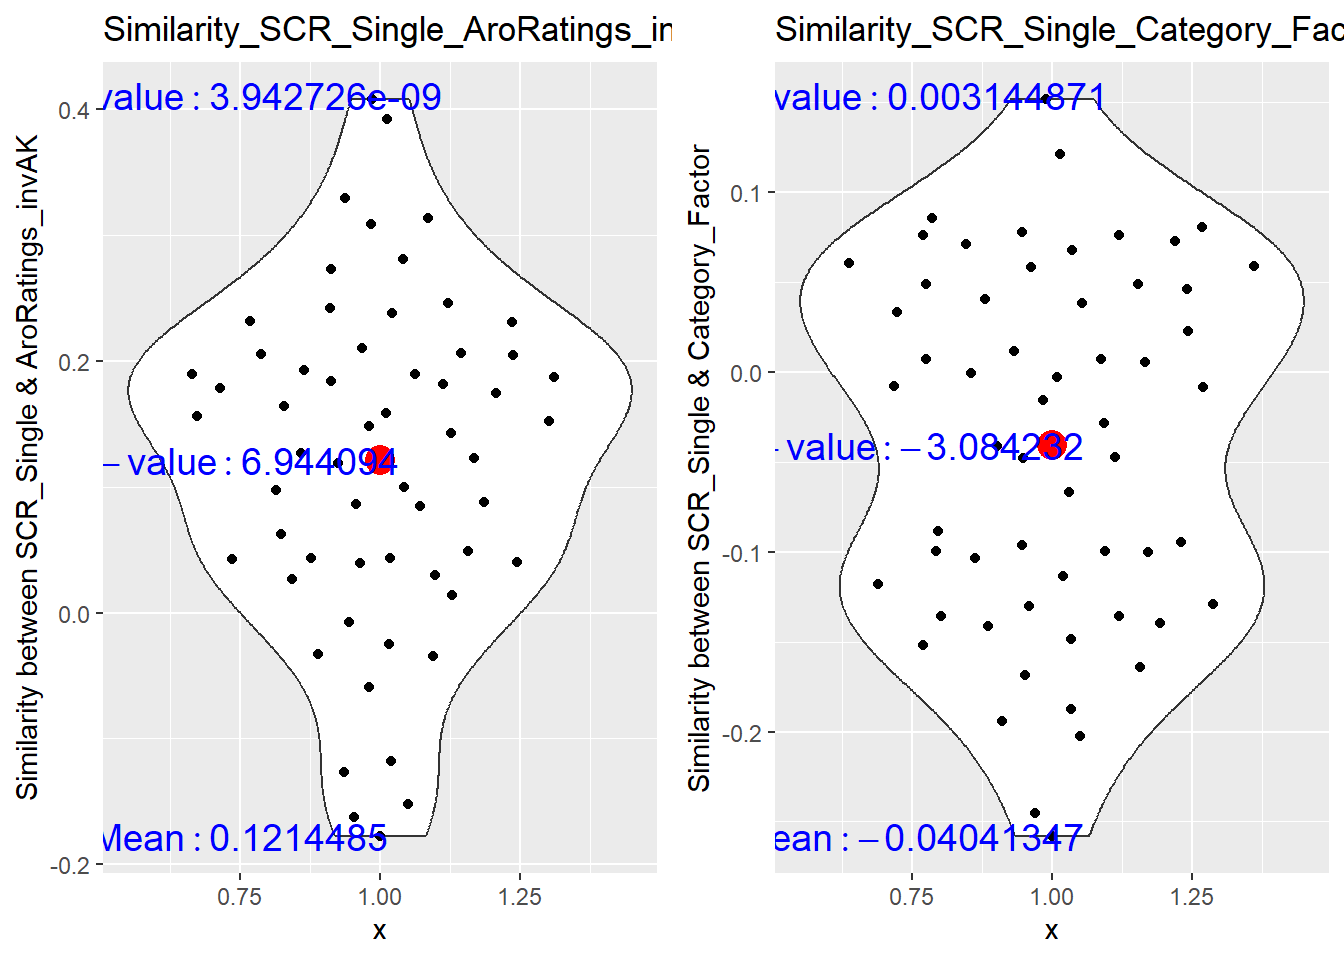 Similarity_SCR_Single_AroRatings_in
Similarity between SCR_Single & AroRatings_invAK
value : 3.942726e-09
- value : 6.944094
Mean : 0.1214485
0.4
0.2
0.0
-0.2
0.75 1.00 1.25
x
Similarity_SCR_Single_Category_Fac
Similarity between SCR_Single & Category_Factor
value : 0.003144871
- value : -3.084232
ean : -0.04041347
0.1
0.0
-0.1
-0.2
0.75 1.00 1.25
x